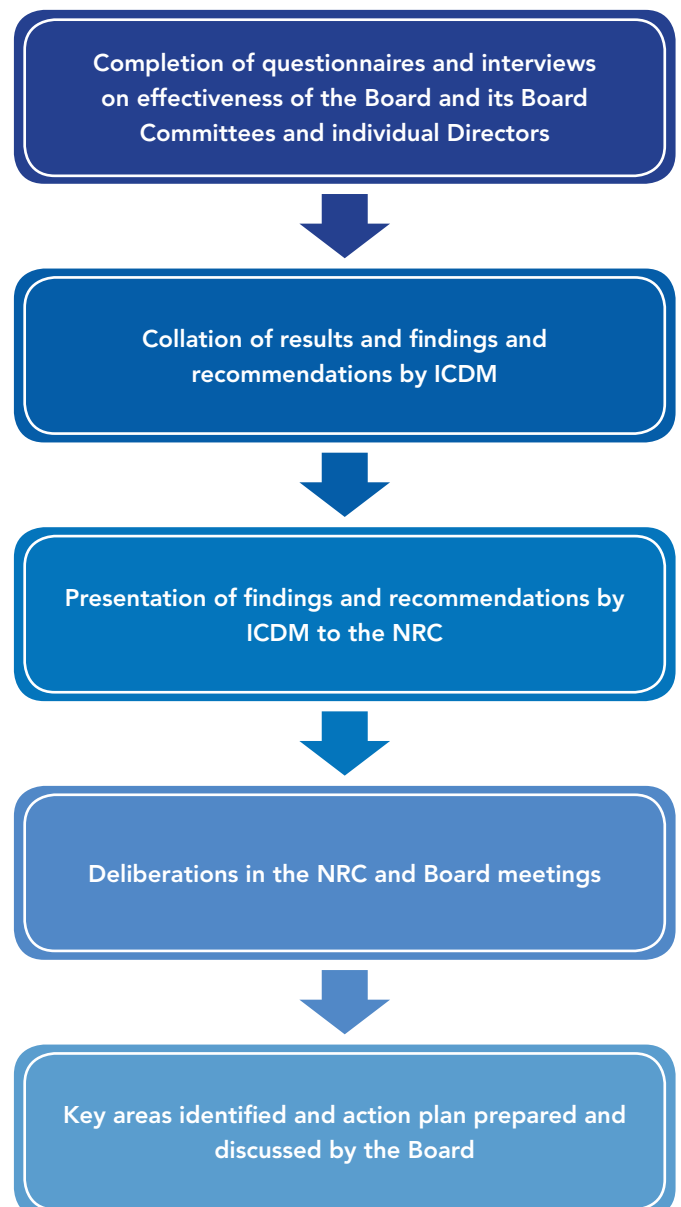 Completion of questionnaires and interviews
on effectiveness of the Board and its Board
Committees and individual Directors
Collation of results and findings and
recommendations by ICDM
Presentation of findings and recommendations by
ICDM to the NRC
Deliberations in the NRC and Board meetings
Key areas identified and action plan prepared and
discussed by the Board